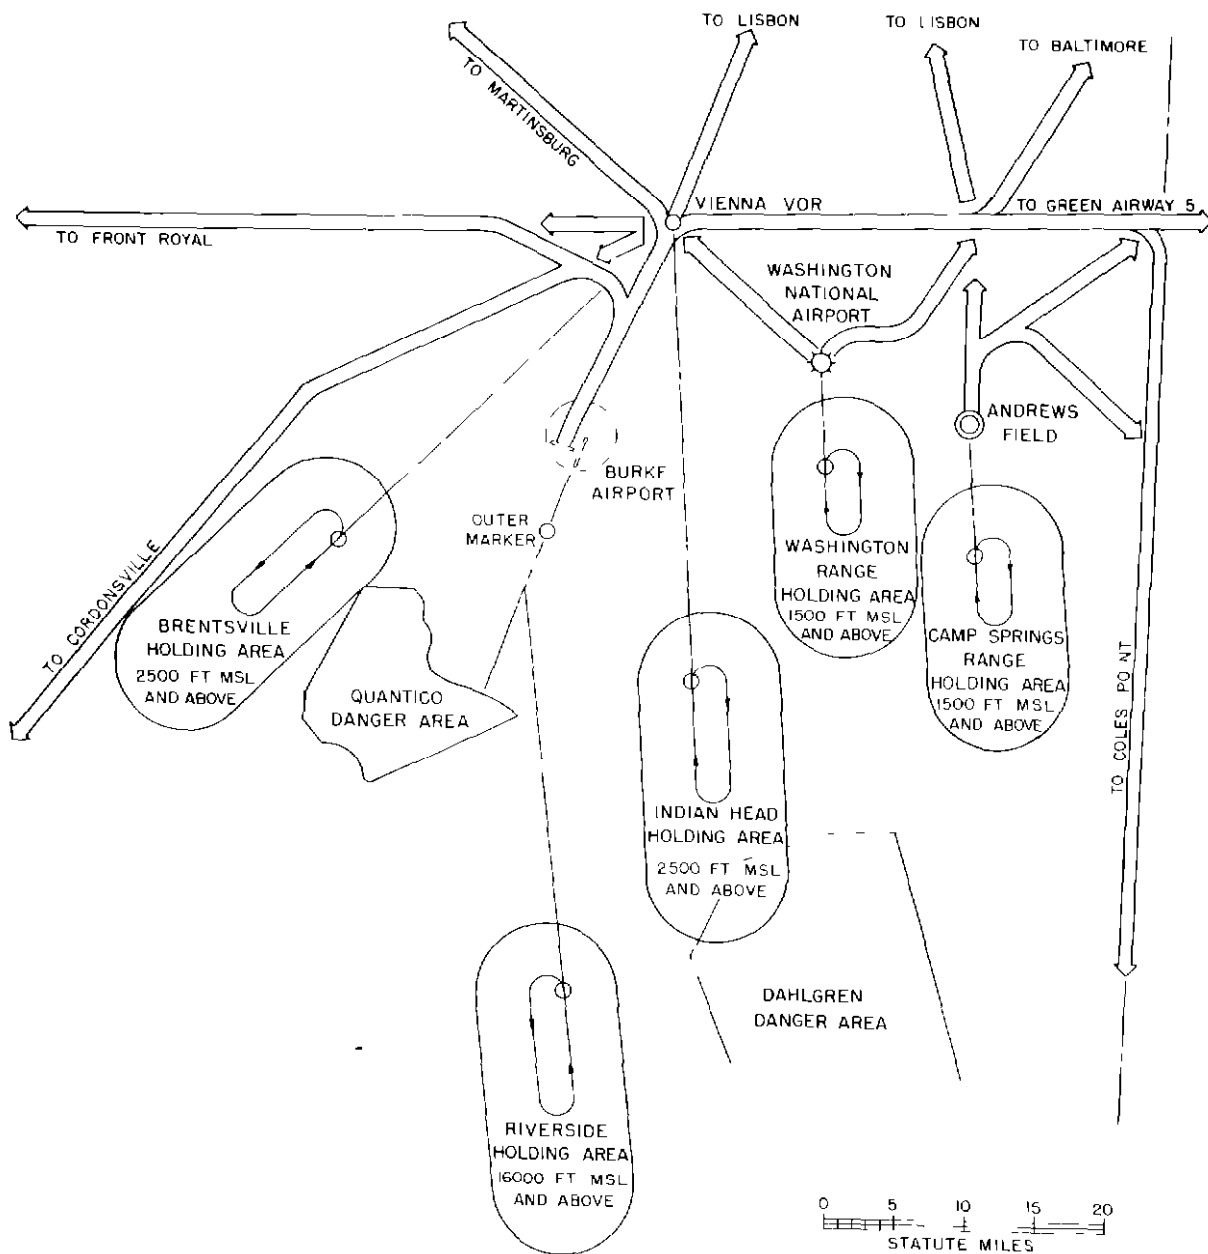 TO LISBON
TO LISBON
TO BALTIMORE
TO MARTINSBURG
VIENNA VOR
TO GREEN AIRWAY 5
TO FRONT ROYAL
WASHINGTON
NATIONAL
AIRPORT
ANDREWS
FIELD
BURKE
AIRPORT
OUTER
MARKER
WASHINGTON
RANGE
HOLDING AREA
1500 FT MSL
AND ABOVE
CAMP SPRINGS
RANGE
HOLDING AREA
1500 FT MSL
AND ABOVE
TO CORDONSVILLE
BRENTSVILLE
HOLDING AREA
2500 FT MSL
AND ABOVE
QUANTICO
DANGER AREA
TO COLES POINT
INDIAN HEAD
HOLDING AREA
2500 FT MSL
AND ABOVE
DAHLGREN
DANGER AREA
RIVERSIDE
HOLDING AREA
16000 FT MSL
AND ABOVE
0 5 10 15 20
STATUTE MILES